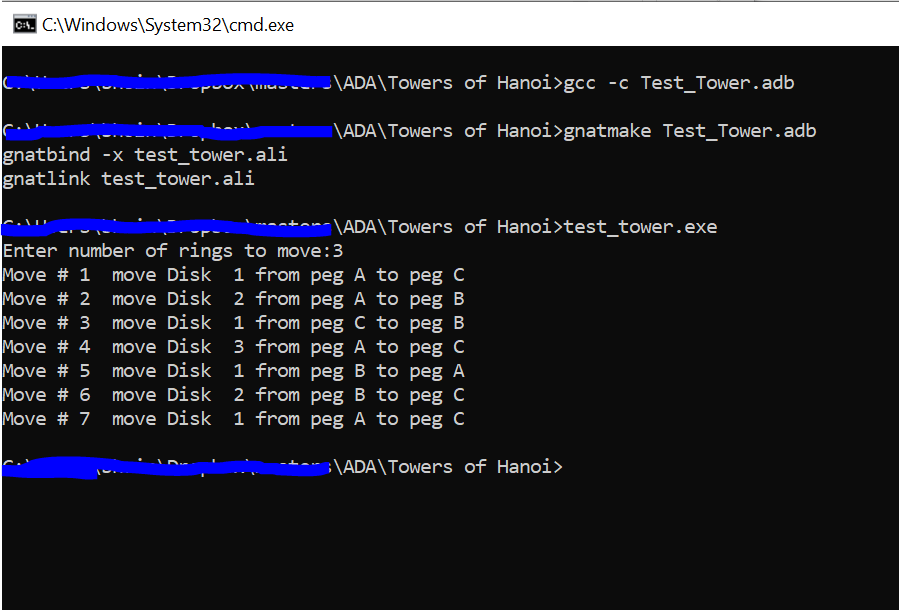 C:\Windows\System32\cmd.exe
\ADA\Towers of Hanoi>gcc -c Test_Tower.adb
\ADA\Towers of Hanoi>gnatmake Test_Tower.adb
gnatbind -x test_tower.ali
gnatlink test_tower.ali
\ADA\Towers of Hanoi>test_tower.exe
Enter number of rings to move:3
Move # 1  move Disk  1 from peg A to peg C
Move # 2  move Disk  2 from peg A to peg B
Move # 3  move Disk  1 from peg C to peg B
Move # 4  move Disk  3 from peg A to peg C
Move # 5  move Disk  1 from peg B to peg A
Move # 6  move Disk  2 from peg B to peg C
Move # 7  move Disk  1 from peg A to peg C
\ADA\Towers of Hanoi>